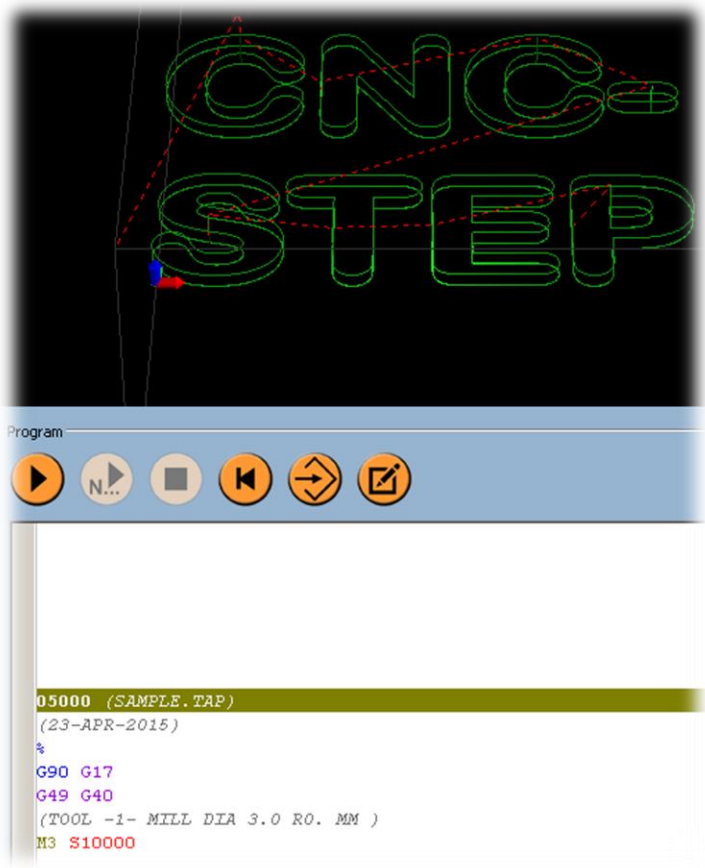 CNC-
STEP
Program
N...
O5000 (SAMPLE.TAP)
(23-APR-2015)
%
G90 G17
G49 G40
(TOOL -1- MILL DIA 3.0 R0. MM )
M3 S10000